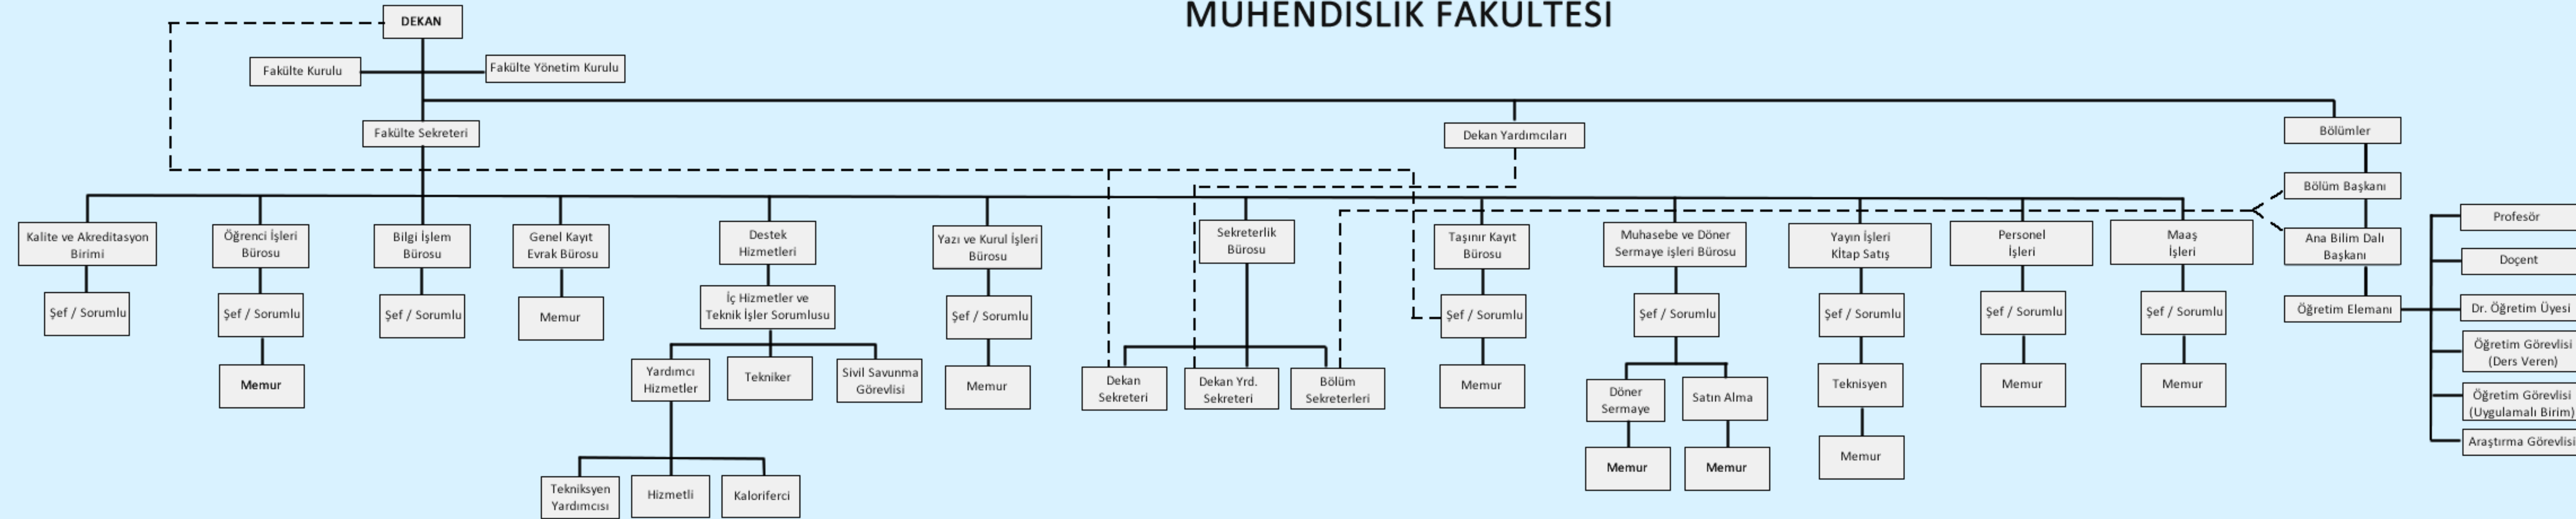 MÜHENDİSLİK FAKÜLTESİ
DEKAN
Fakülte Kurulu
Fakülte Yönetim Kurulu
Fakülte Sekreteri
Dekan Yardımcıları
Bölümler
Bölüm Başkanı
Ana Bilim Dalı
Başkanı
Öğretim Elemanı
Profesör
Doçent
Dr. Öğretim Üyesi
Öğretim Görevlisi
(Ders Veren)
Öğretim Görevlisi
(Uygulamalı Birim)
Araştırma Görevlisi
Kalite ve Akreditasyon
Birimi
Şef / Sorumlu
Öğrenci İşleri
Bürosu
Şef / Sorumlu
Memur
Bilgi İşlem
Bürosu
Şef / Sorumlu
Genel Kayıt
Evrak Bürosu
Memur
Destek
Hizmetleri
İç Hizmetler ve
Teknik İşler Sorumlusu
Yardımcı
Hizmetler
Tekniker
Sivil Savunma
Görevlisi
Tekniksyen
Yardımcısı
Hizmetli
Kaloriferci
Yazı ve Kurul İşleri
Bürosu
Şef / Sorumlu
Memur
Sekreterlik
Bürosu
Dekan
Sekreteri
Dekan Yrd.
Sekreteri
Bölüm
Sekreterleri
Taşınır Kayıt
Bürosu
Şef / Sorumlu
Memur
Muhasebe ve Döner
Sermaye işleri Bürosu
Şef / Sorumlu
Döner
Sermaye
Satın Alma
Memur
Memur
Yayın İşleri
Kİtap Satış
Şef / Sorumlu
Teknisyen
Memur
Personel
İşleri
Şef / Sorumlu
Memur
Maaş
İşleri
Şef / Sorumlu
Memur